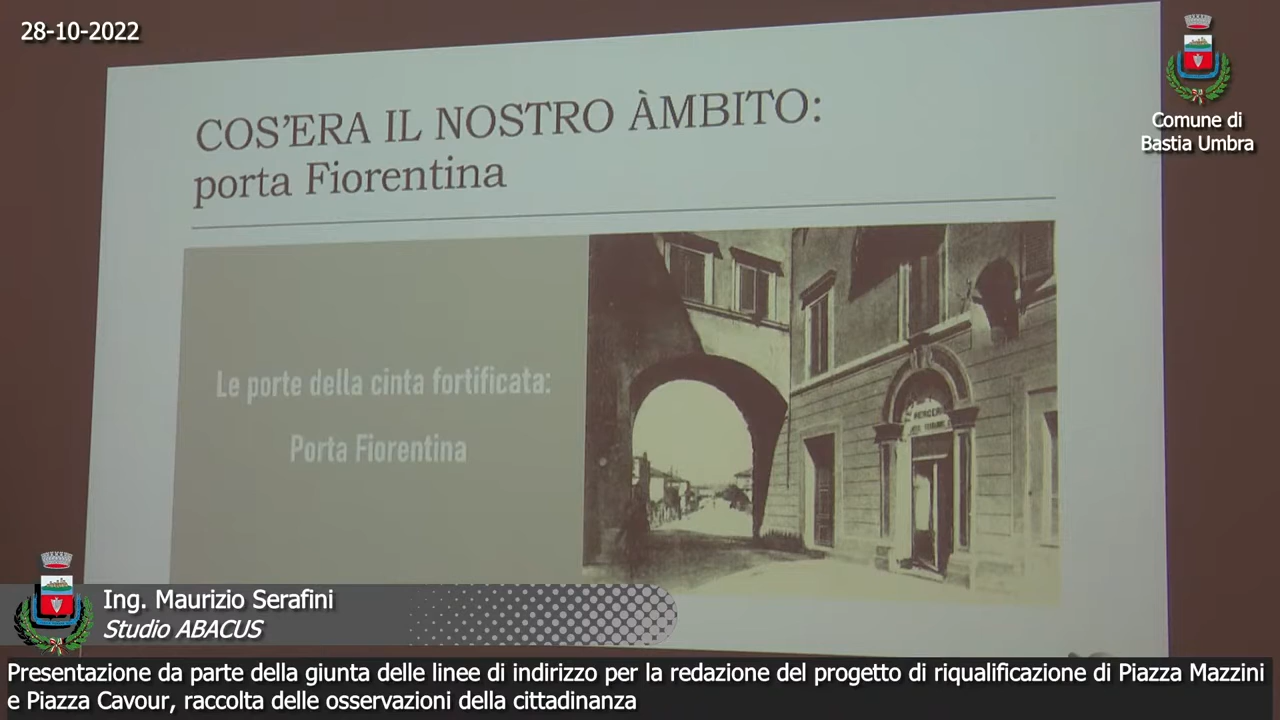 28-10-2022
Comune di
Bastia Umbra
COS'ERA IL NOSTRO ÀMBITO:
porta Fiorentina
Le porte della cinta fortificata:
Porta Fiorentina
Ing. Maurizio Serafini
Studio ABACUS
Presentazione da parte della giunta delle linee di indirizzo per la redazione del progetto di riqualificazione di Piazza Mazzini
e Piazza Cavour, raccolta delle osservazioni della cittadinanza